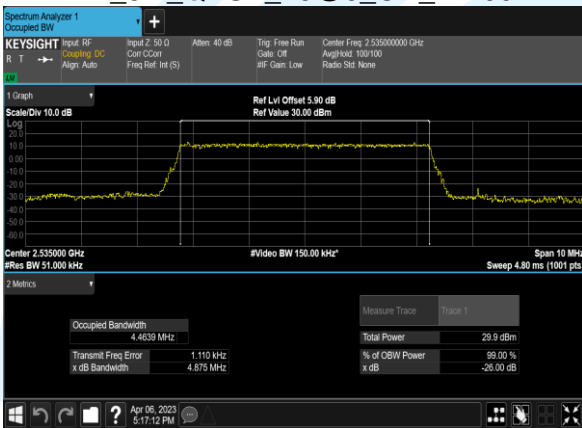 Spectrum Analyzer 1
Occupied BW
+
KEYSIGHT Input: RF Input Z: 50 Ω Atten: 40 dB Trig: Free Run Center Freq: 2.535000000 GHz
R T Coupling: DC Corr CCorr Gate: Off Avg|Hold: 100/100
Align: Auto Freq Ref: Int (S) #IF Gain: Low Radio Std: None
LW
1 Graph
Ref Lvl Offset 5.90 dB
Scale/Div 10.0 dB Ref Value 30.00 dBm
Log
20.0
10.0
0.00
-10.0
-20.0
-30.0
-40.0
-50.0
-60.0
Center 2.535000 GHz #Video BW 150.00 kHz* Span 10 MHz
#Res BW 51.000 kHz Sweep 4.80 ms (1001 pts
2 Metrics
Measure Trace Trace 1
Occupied Bandwidth
4.4639 MHz Total Power 29.9 dBm
Transmit Freq Error 1.110 kHz % of OBW Power 99.00 %
x dB Bandwidth 4.875 MHz x dB -26.00 dB
? Apr 06, 2023
5:17:12 PM